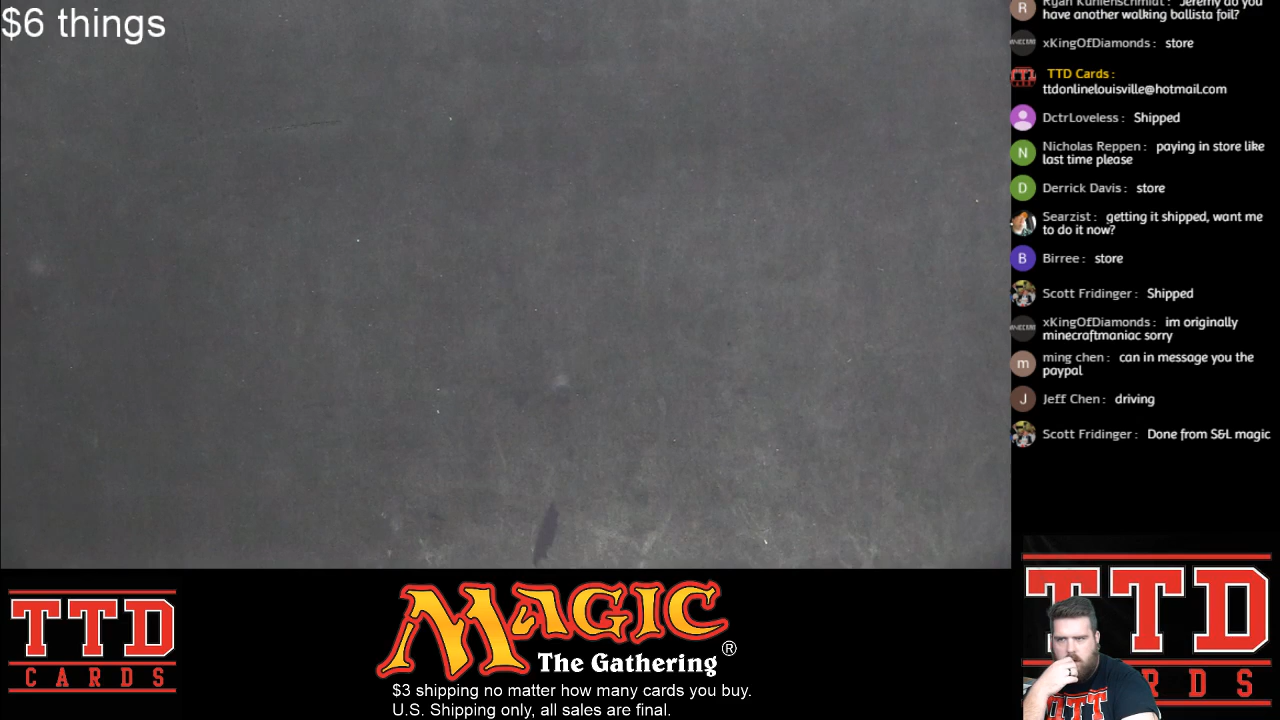 $6 things
Ryan Kuhlenschmidt : Jeremy do you
have another walking ballista foil?
xKingOfDiamonds : store
TTD Cards :
ttdonlinelouisville@hotmail.com
DctrLoveless : Shipped
N
Nicholas Reppen : paying in store like
last time please
D
Derrick Davis : store
Searzist : getting it shipped, want me
to do it now?
B
Birree : store
Scott Fridinger : Shipped
xKingOfDiamonds : im originally
minecraftmaniac sorry
m
ming chen : can in message you the
paypal
J
Jeff Chen : driving
Scott Fridinger : Done from S&L magic
TTD
CARDS
MAGIC
The Gathering®
$3 shipping no matter how many cards you buy.
U.S. Shipping only, all sales are final.
TTD
RDS